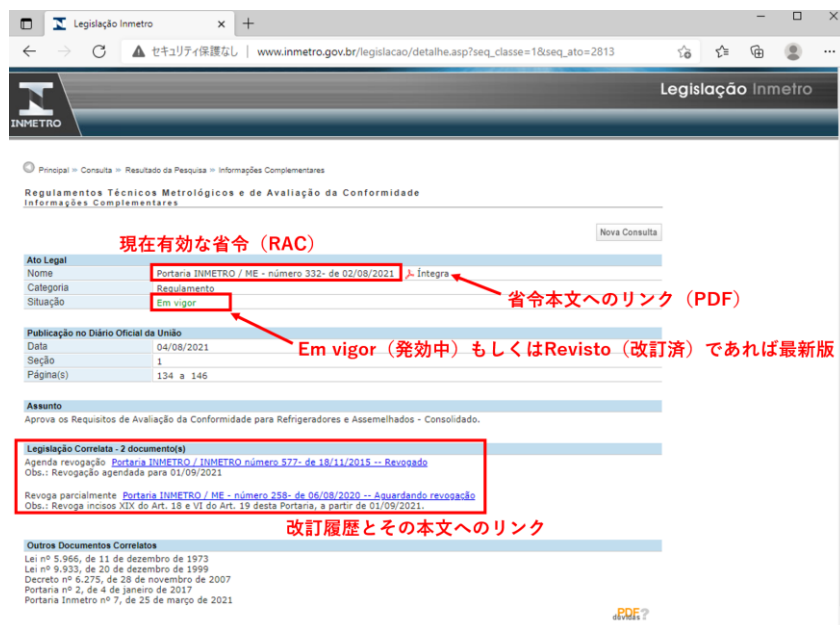 Legislação Inmetro
セキュリティ保護なし | www.inmetro.gov.br/legislacao/detalhe.asp?seq_classe=1&seq_ato=2813
Legislação Inmetro
INMETRO
Principal » Consulta » Resultado da Pesquisa » Informações Complementares
Regulamentos Técnicos Metrológicos e de Avaliação da Conformidade
Informações Complementares
Nova Consulta
現在有効な省令（RAC）
Ato Legal
Nome Portaria INMETRO / ME - número 332- de 02/08/2021 Íntegra
Categoria Regulamento
省令本文へのリンク（PDF）
Situação Em vigor
Publicação no Diário Oficial da União
Data 04/08/2021
Em vigor（発効中）もしくはRevisto（改訂済）であれば最新版
Seção 1
Página(s) 134 a 146
Assunto
Aprova os Requisitos de Avaliação da Conformidade para Refrigeradores e Assemelhados - Consolidado.
Legislação Correlata - 2 documento(s)
Agenda revogação Portaria INMETRO / INMETRO número 577- de 18/11/2015 -- Revogado
Obs.: Revogação agendada para 01/09/2021
Revoga parcialmente Portaria INMETRO / ME - número 258- de 06/08/2020 -- Aguardando revogação
Obs.: Revoga incisos XIX do Art. 18 e VI do Art. 19 desta Portaria, a partir de 01/09/2021.
改訂履歴とその本文へのリンク
Outros Documentos Correlatos
Lei nº 5.966, de 11 de dezembro de 1973
Lei nº 9.933, de 20 de dezembro de 1999
Decreto nº 6.275, de 28 de novembro de 2007
Portaria nº 2, de 4 de janeiro de 2017
Portaria Inmetro nº 7, de 25 de março de 2021
PDF?
dúvidas